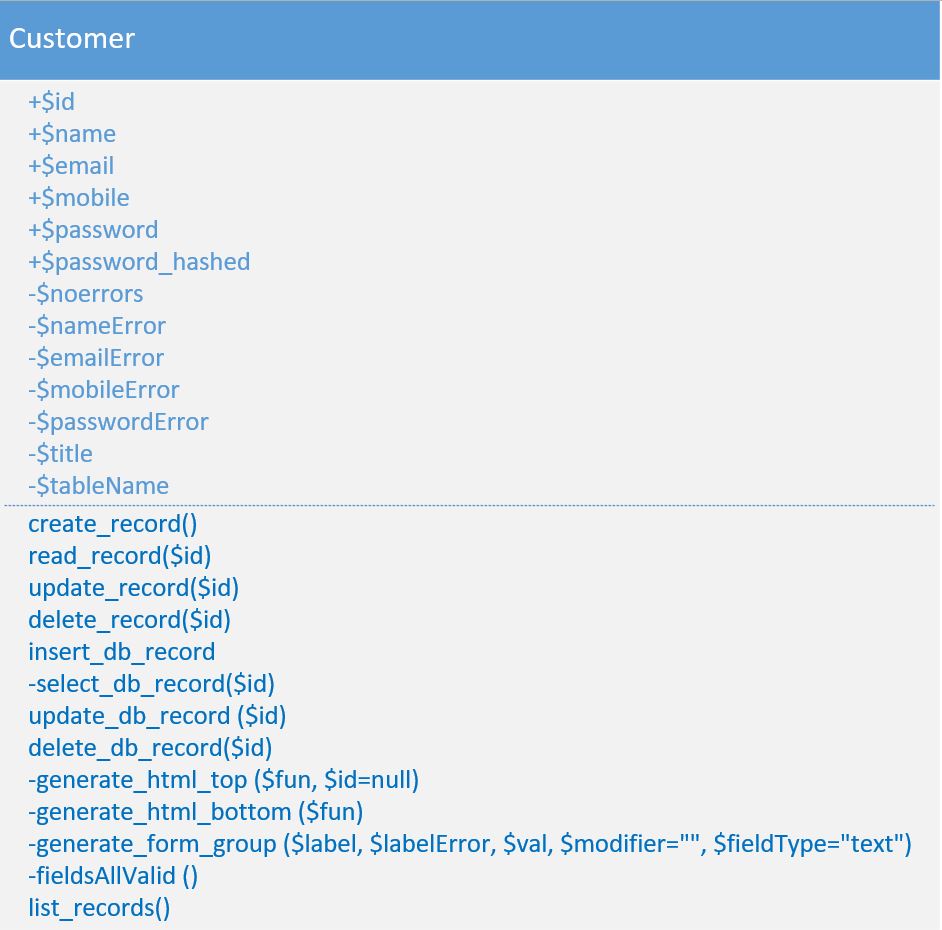 Customer
+$id
+$name
+$email
+$mobile
+$password
+$password_hashed
-$noerrors
-$nameError
-$emailError
-$mobileError
-$passwordError
-$title
-$tableName
create_record()
read_record($id)
update_record($id)
delete_record($id)
insert_db_record
-select_db_record($id)
update_db_record ($id)
delete_db_record($id)
-generate_html_top ($fun, $id=null)
-generate_html_bottom ($fun)
-generate_form_group ($label, $labelError, $val, $modifier="", $fieldType="text")
-fieldsAllValid ()
list_records()